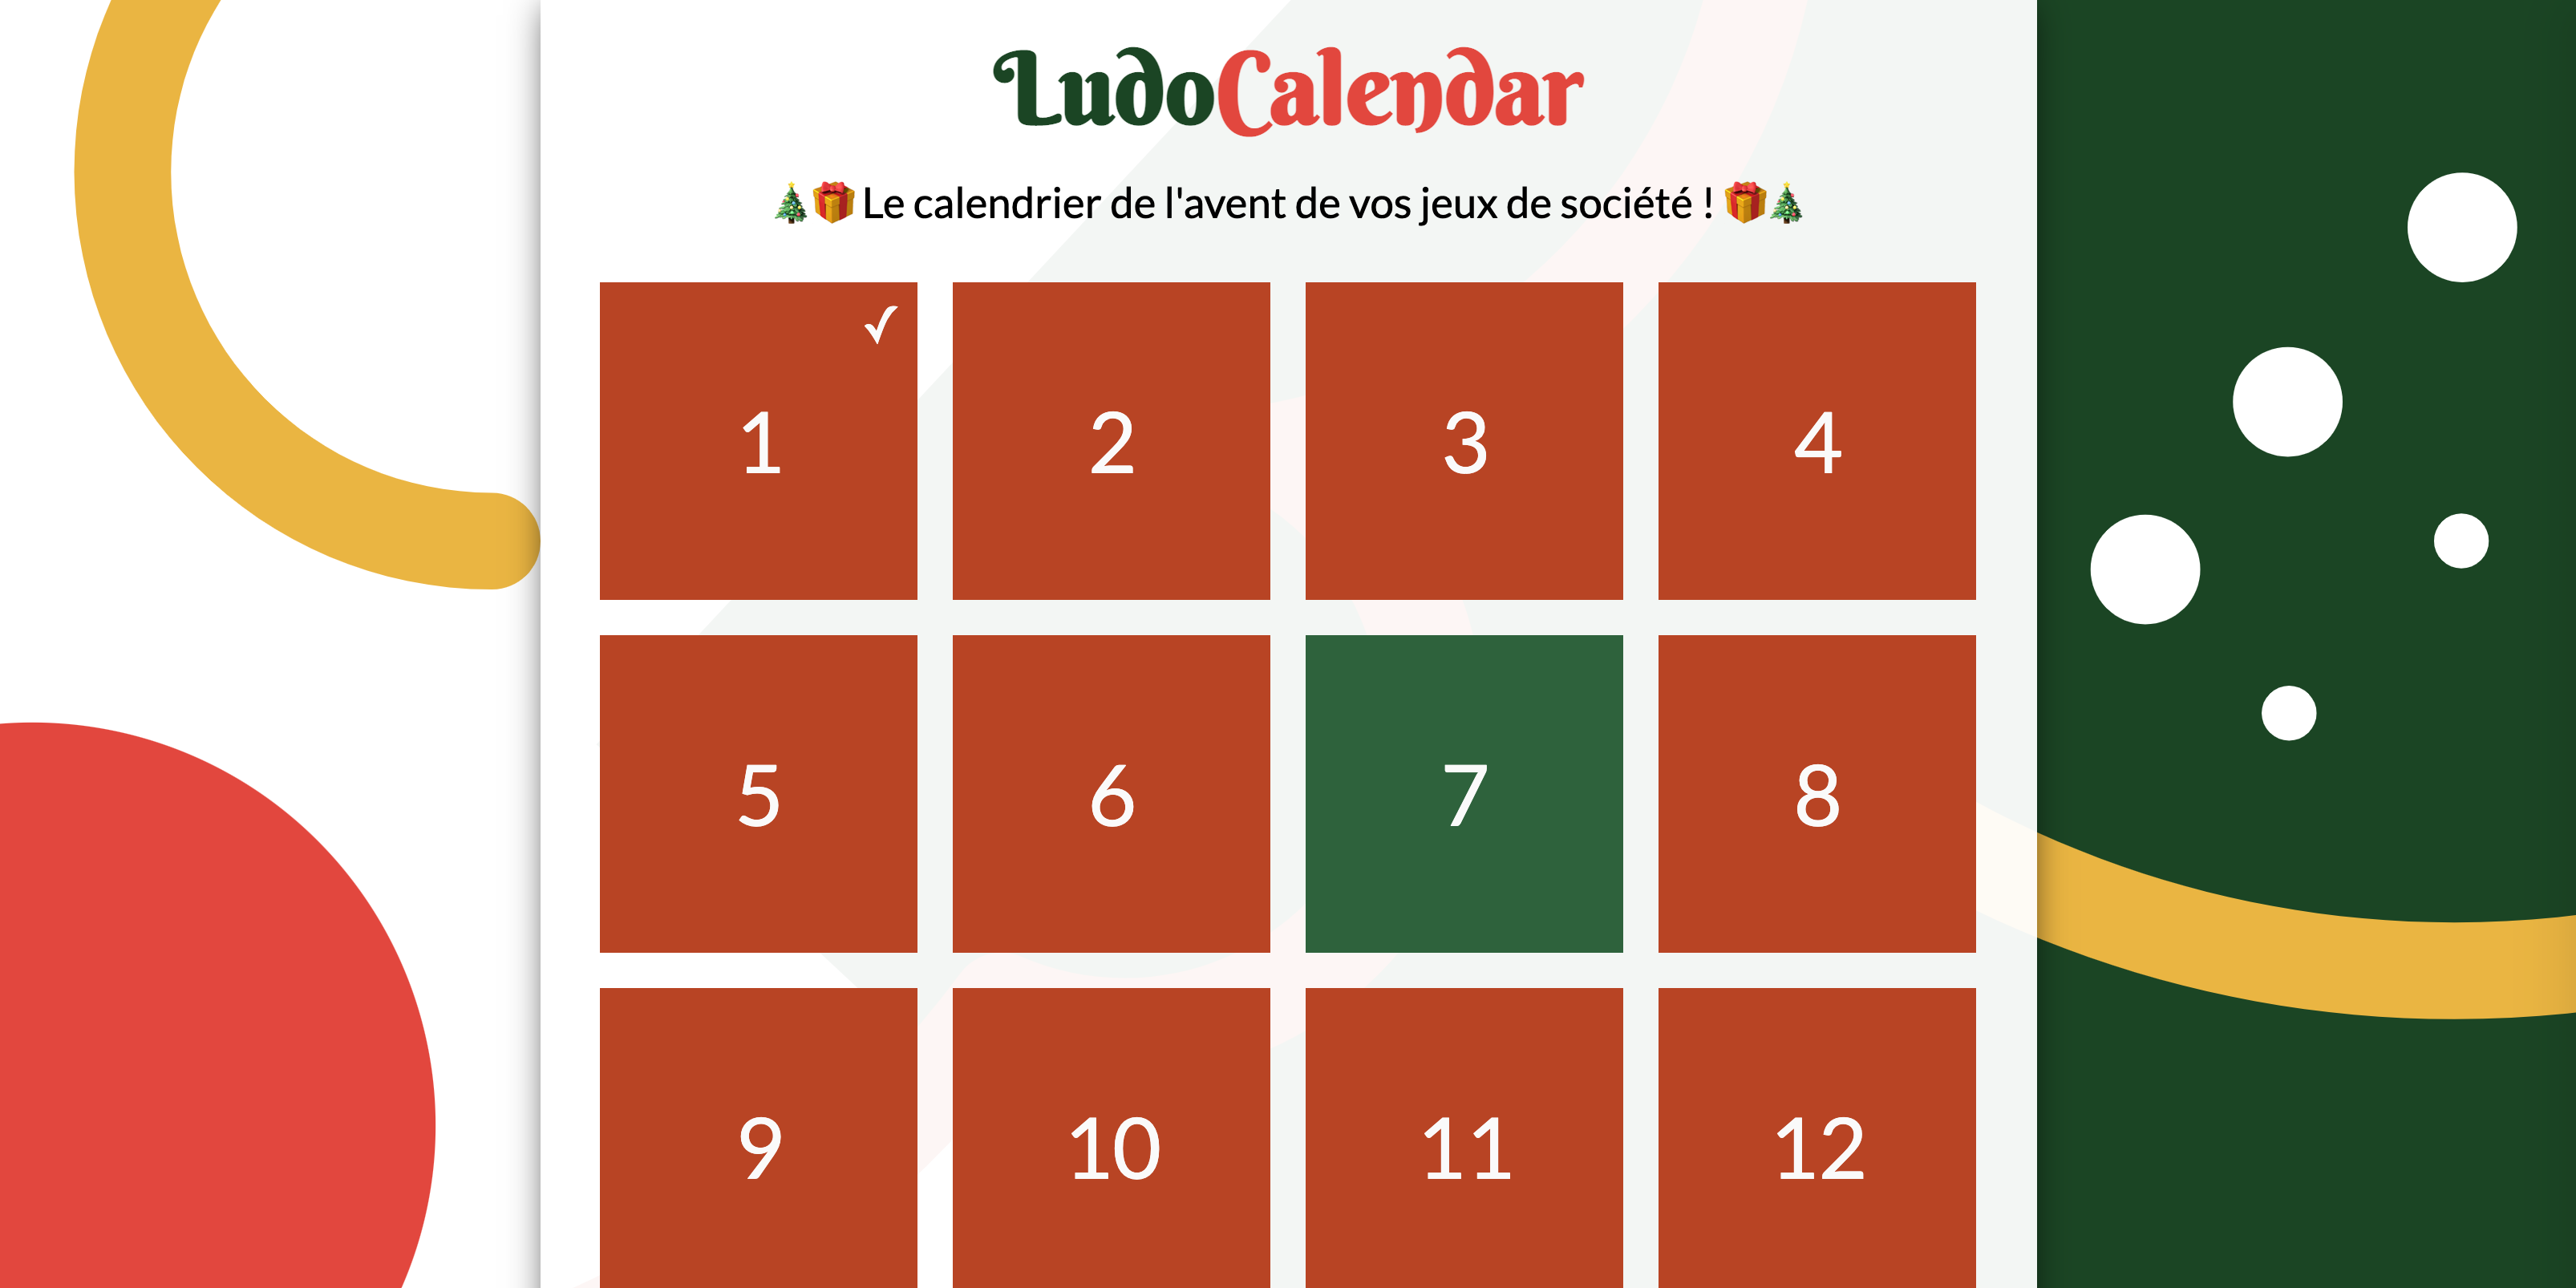 LudoCalendar
🎄🎁 Le calendrier de l'avent de vos jeux de société ! 🎁🎄
✓
1 2 3 4
5 6 7 8
9 10 11 12